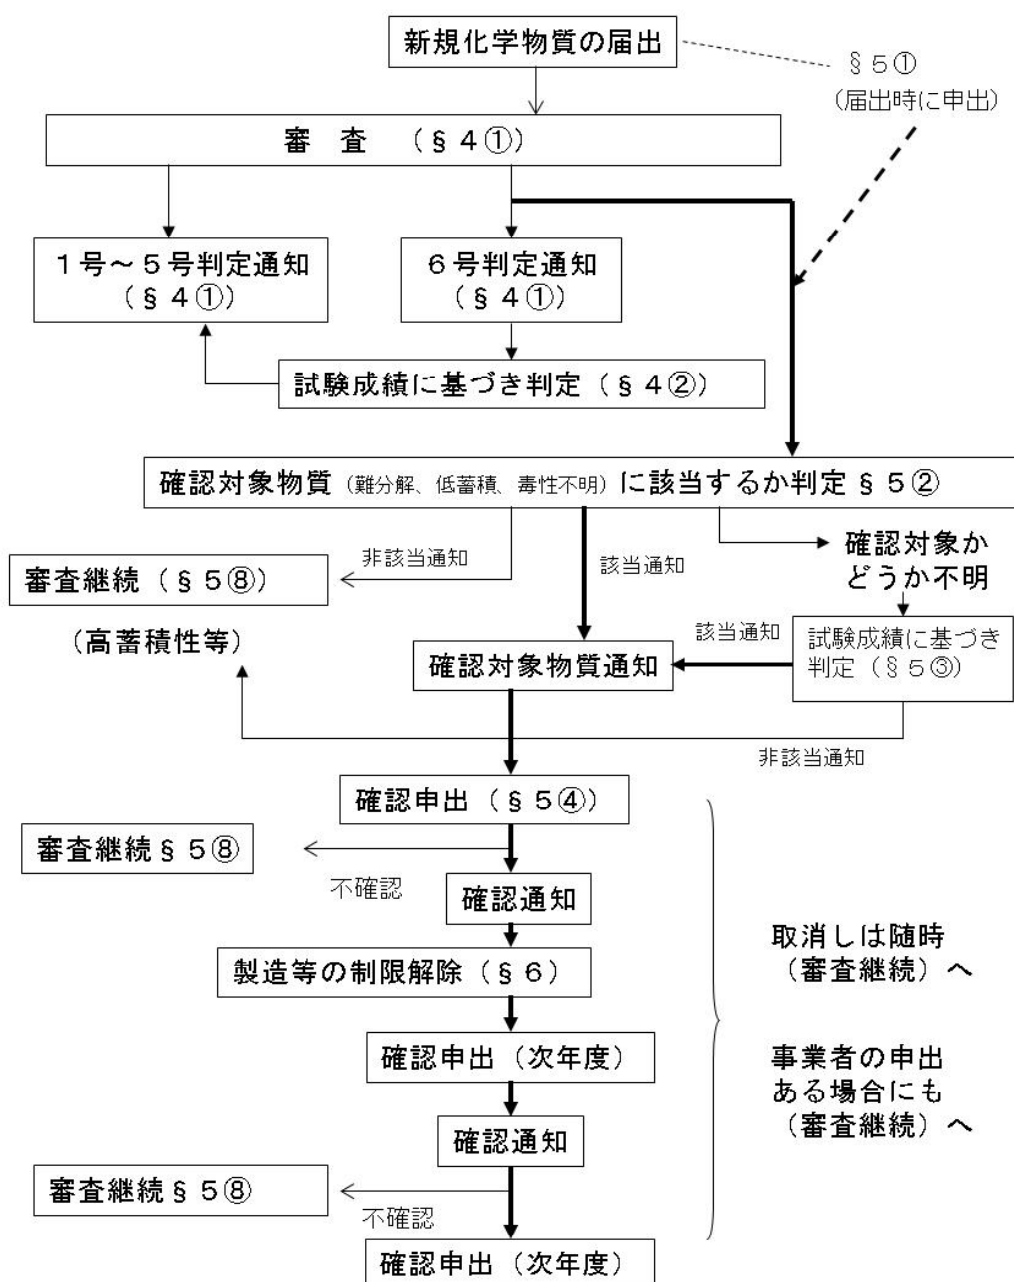 新規化学物質の届出
§５①
（届出時に申出）
審　査　（§４①）
１号～５号判定通知
（§４①）
６号判定通知
（§４①）
試験成績に基づき判定（§４②）
確認対象物質（難分解、低蓄積、毒性不明）に該当するか判定§５②
非該当通知
該当通知
確認対象か
どうか不明
審査継続（§５⑧）
（高蓄積性等）
該当通知
試験成績に基づき
判定（§５③）
確認対象物質通知
非該当通知
確認申出（§５④）
審査継続§５⑧
不確認
確認通知
取消しは随時
（審査継続）へ
製造等の制限解除（§６）
確認申出（次年度）
事業者の申出
ある場合にも
（審査継続）へ
確認通知
審査継続§５⑧
不確認
確認申出（次年度）